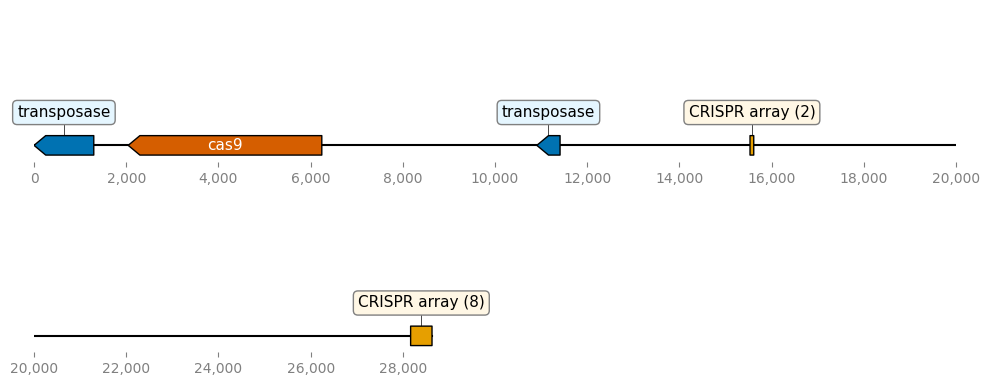 transposase
transposase
CRISPR array (2)
cas9
0 2,000 4,000 6,000 8,000 10,000 12,000 14,000 16,000 18,000 20,000
CRISPR array (8)
20,000 22,000 24,000 26,000 28,000